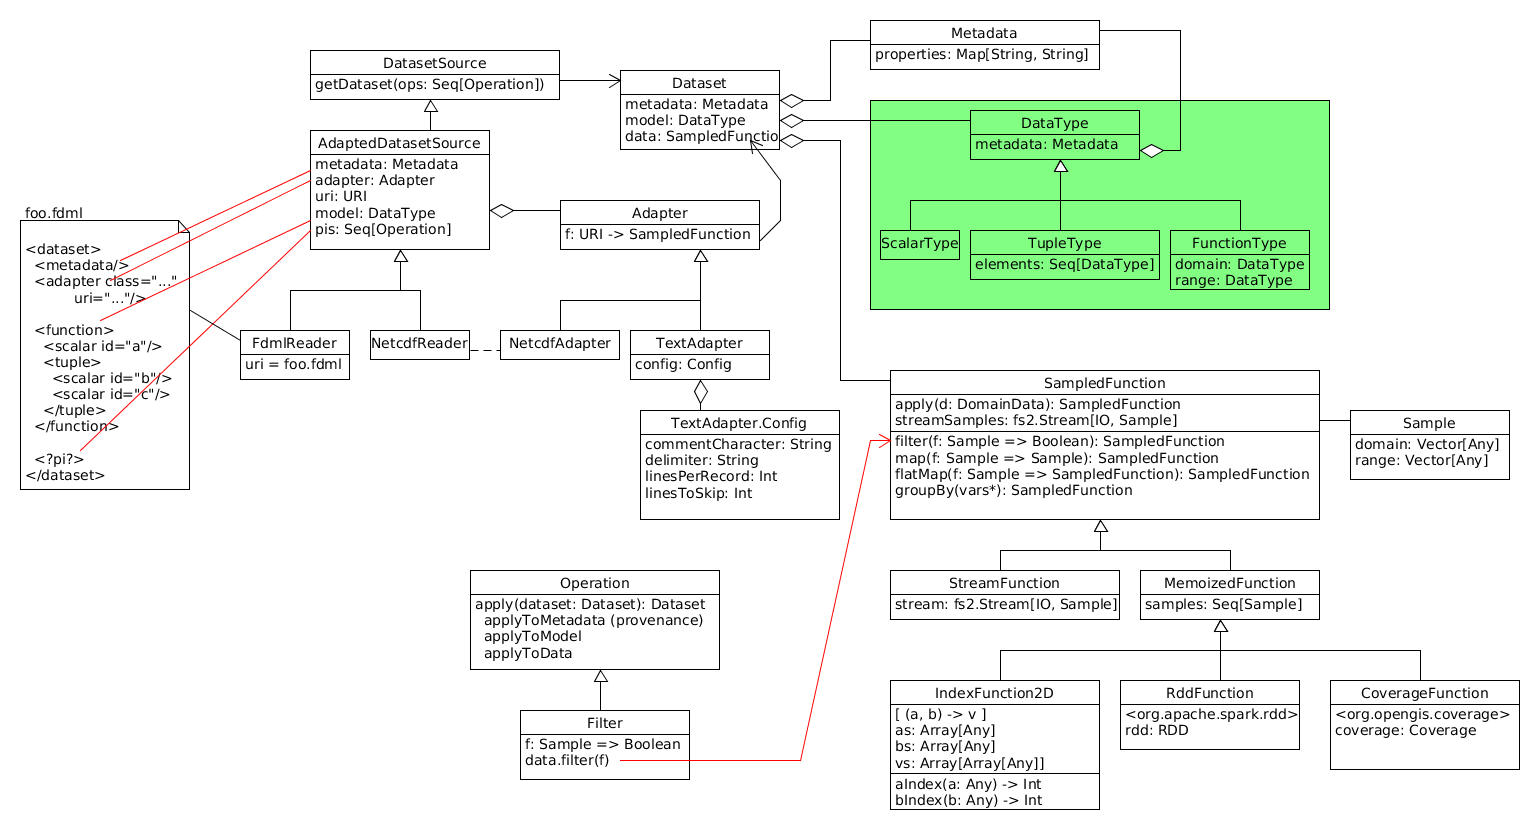 Metadata
properties: Map[String, String]
DatasetSource
getDataset(ops: Seq[Operation])
Dataset
metadata: Metadata
model: DataType
data: SampledFunctio
DataType
metadata: Metadata
ScalarType
TupleType
elements: Seq[DataType]
FunctionType
domain: DataType
range: DataType
AdaptedDatasetSource
metadata: Metadata
adapter: Adapter
uri: URI
model: DataType
pis: Seq[Operation]
Adapter
f: URI -> SampledFunction
foo.fdml
<dataset>
  <metadata/>
  <adapter class="..."
           uri="..."/>
  <function>
    <scalar id="a"/>
    <tuple>
      <scalar id="b"/>
      <scalar id="c"/>
    </tuple>
  </function>
  <?pi?>
</dataset>
FdmlReader
uri = foo.fdml
NetcdfReader
NetcdfAdapter
TextAdapter
config: Config
TextAdapter.Config
commentCharacter: String
delimiter: String
linesPerRecord: Int
linesToSkip: Int
SampledFunction
apply(d: DomainData): SampledFunction
streamSamples: fs2.Stream[IO, Sample]
filter(f: Sample => Boolean): SampledFunction
map(f: Sample => Sample): SampledFunction
flatMap(f: Sample => SampledFunction): SampledFunction
groupBy(vars*): SampledFunction
Sample
domain: Vector[Any]
range: Vector[Any]
StreamFunction
stream: fs2.Stream[IO, Sample]
MemoizedFunction
samples: Seq[Sample]
Operation
apply(dataset: Dataset): Dataset
  applyToMetadata (provenance)
  applyToModel
  applyToData
Filter
f: Sample => Boolean
data.filter(f)
IndexFunction2D
[ (a, b) -> v ]
as: Array[Any]
bs: Array[Any]
vs: Array[Array[Any]]
aIndex(a: Any) -> Int
bIndex(b: Any) -> Int
RddFunction
<org.apache.spark.rdd>
rdd: RDD
CoverageFunction
<org.opengis.coverage>
coverage: Coverage